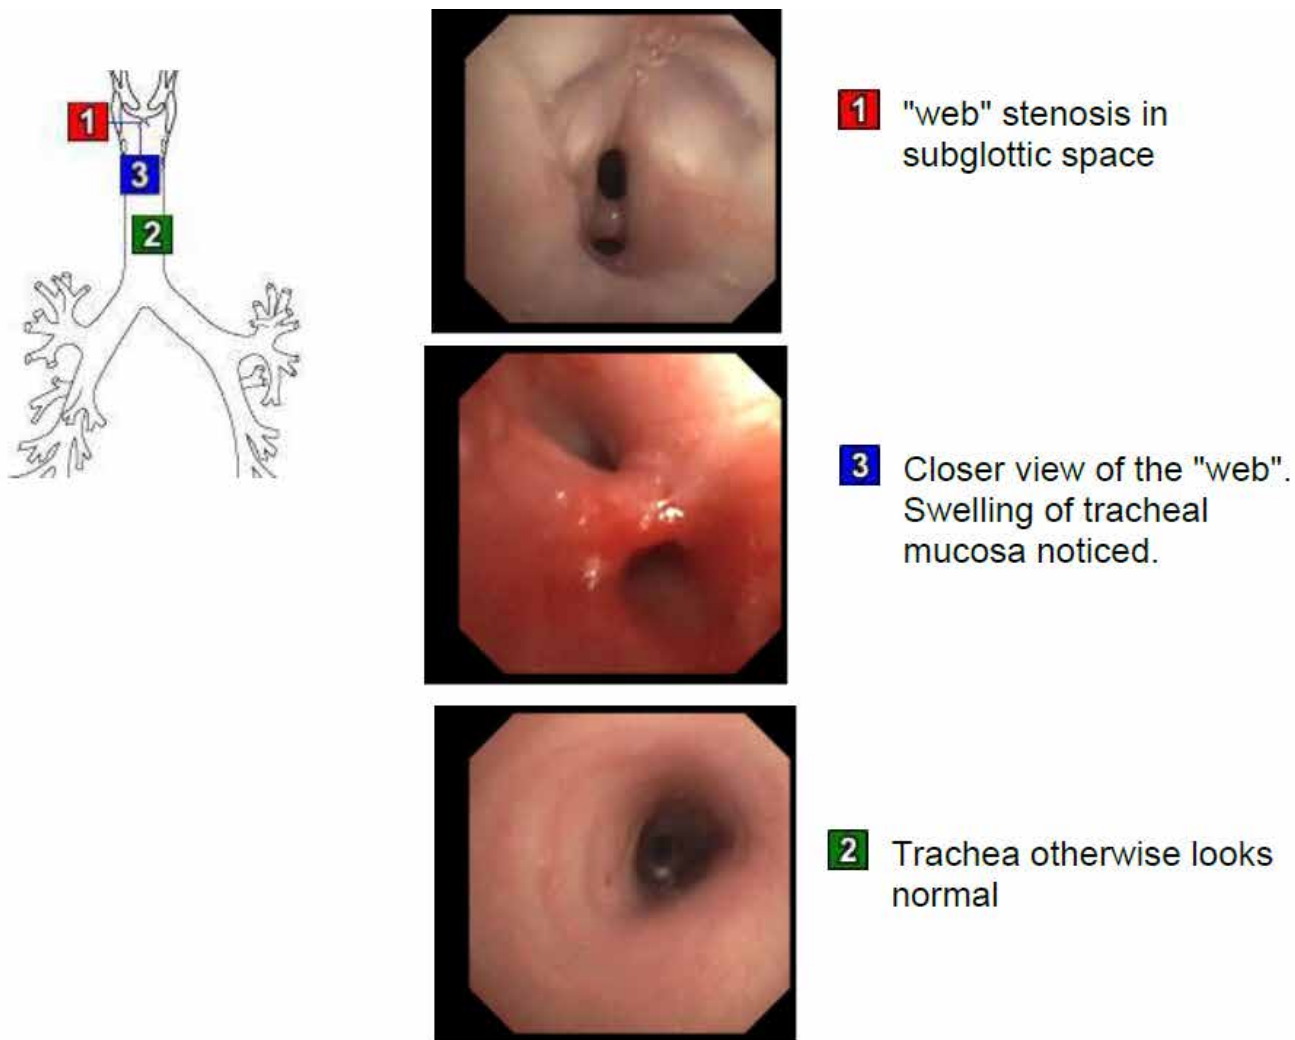 1
3
2
1 "web" stenosis in
subglottic space
3 Closer view of the "web".
Swelling of tracheal
mucosa noticed.
2 Trachea otherwise looks
normal